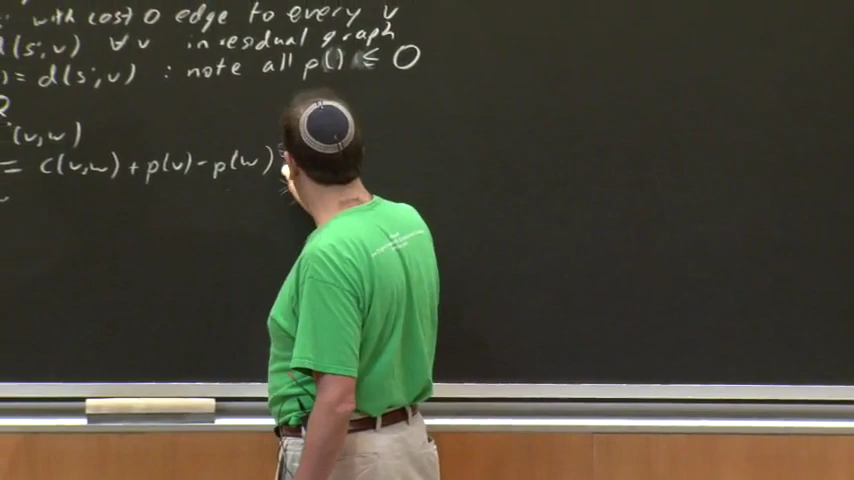 with cost 0 edge to every v
d(s,v) ∀v in residual graph
) = d(s,v) : note all p() ≤ 0
(v,w)
= c(v,w) + p(v) - p(w)